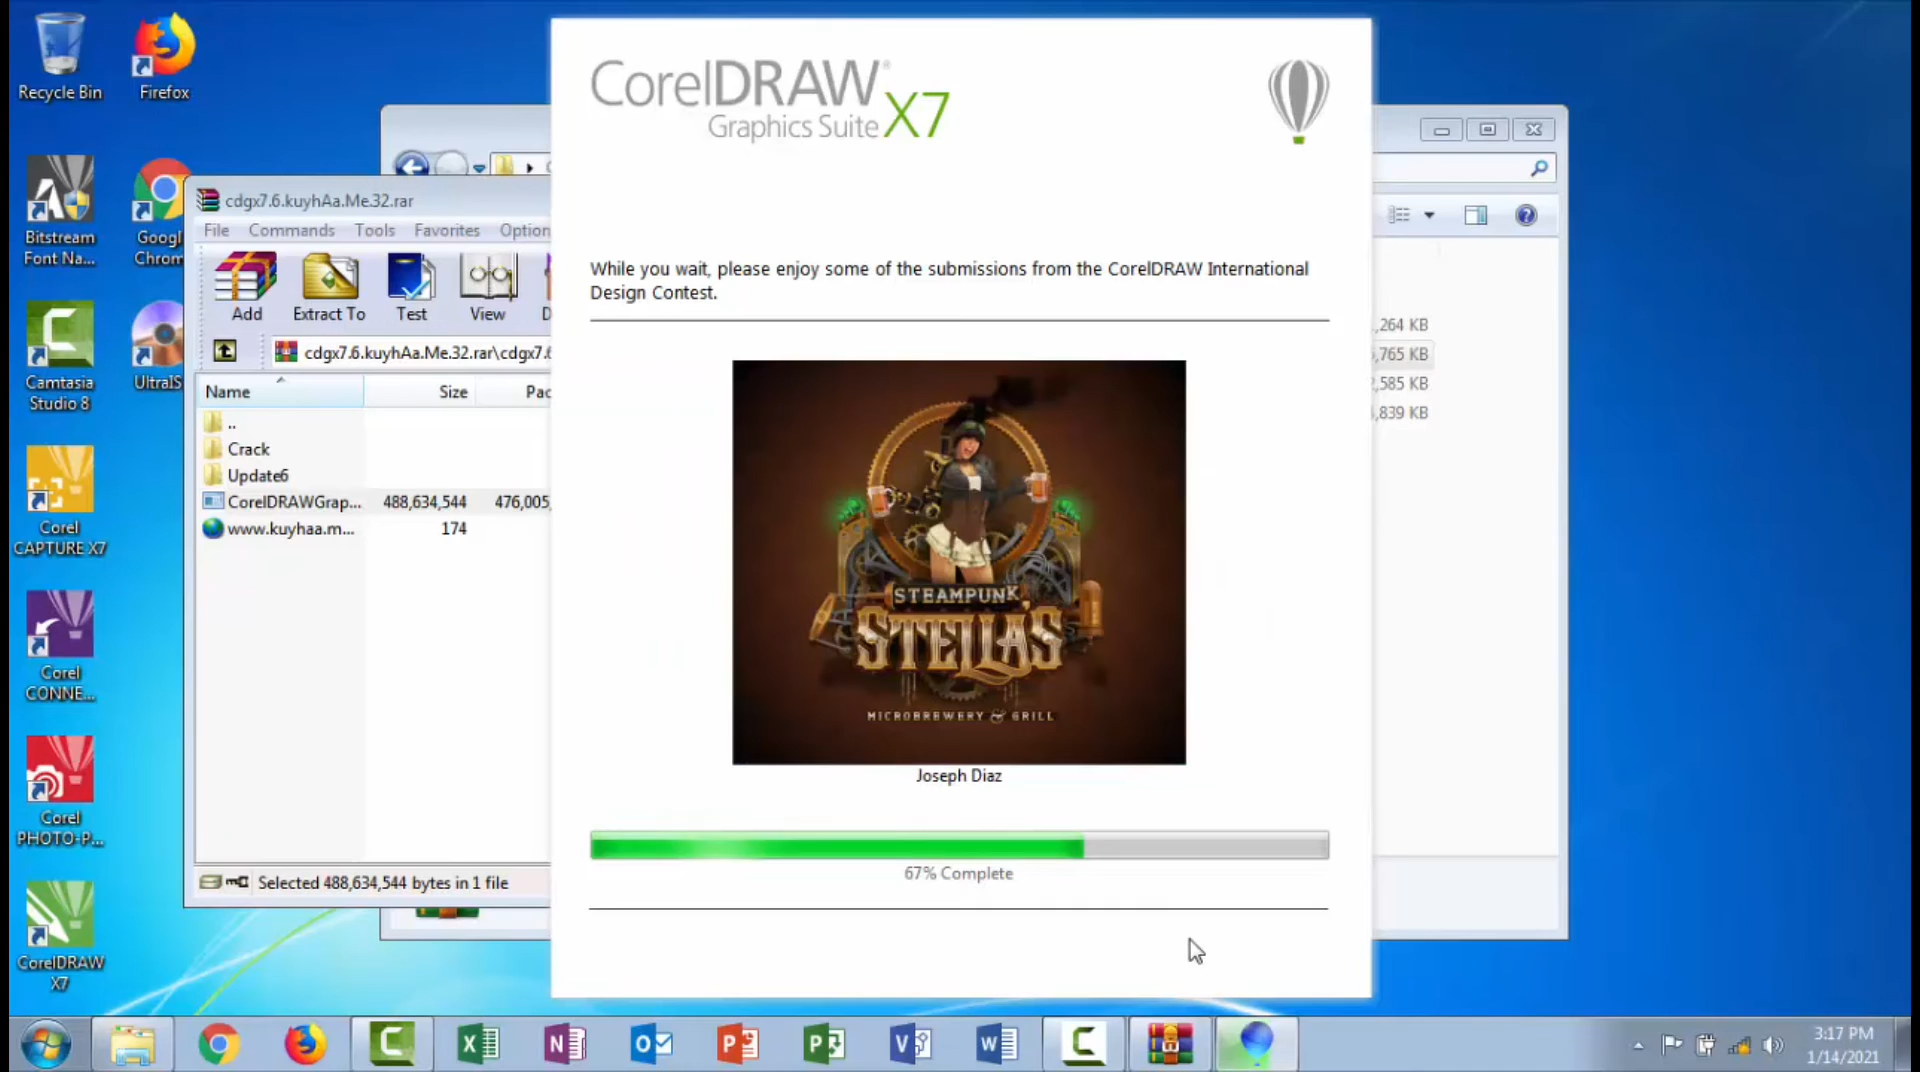 Recycle Bin
Firefox
Bitstream
Font Na...
Googl
Chrom
Camtasia
Studio 8
UltraIS
Corel
CAPTURE X7
Corel
CONNE...
Corel
PHOTO-P...
CorelDRAW
X7
cdgx7.6.kuyhAa.Me.32.rar
File Commands Tools Favorites Option
Add Extract To Test View D
cdgx7.6.kuyhAa.Me.32.rar\cdgx7.6
Name Size Pac
..
Crack
Update6
CorelDRAWGrap... 488,634,544 476,005,
www.kuyhaa.m... 174
Selected 488,634,544 bytes in 1 file
CorelDRAW®
Graphics Suite X7
While you wait, please enjoy some of the submissions from the CorelDRAW International
Design Contest.
STEAMPUNK
STELLAS
MICROBREWERY & GRILL
Joseph Diaz
67% Complete
,264 KB
,765 KB
,585 KB
,839 KB
3:17 PM
1/14/2021